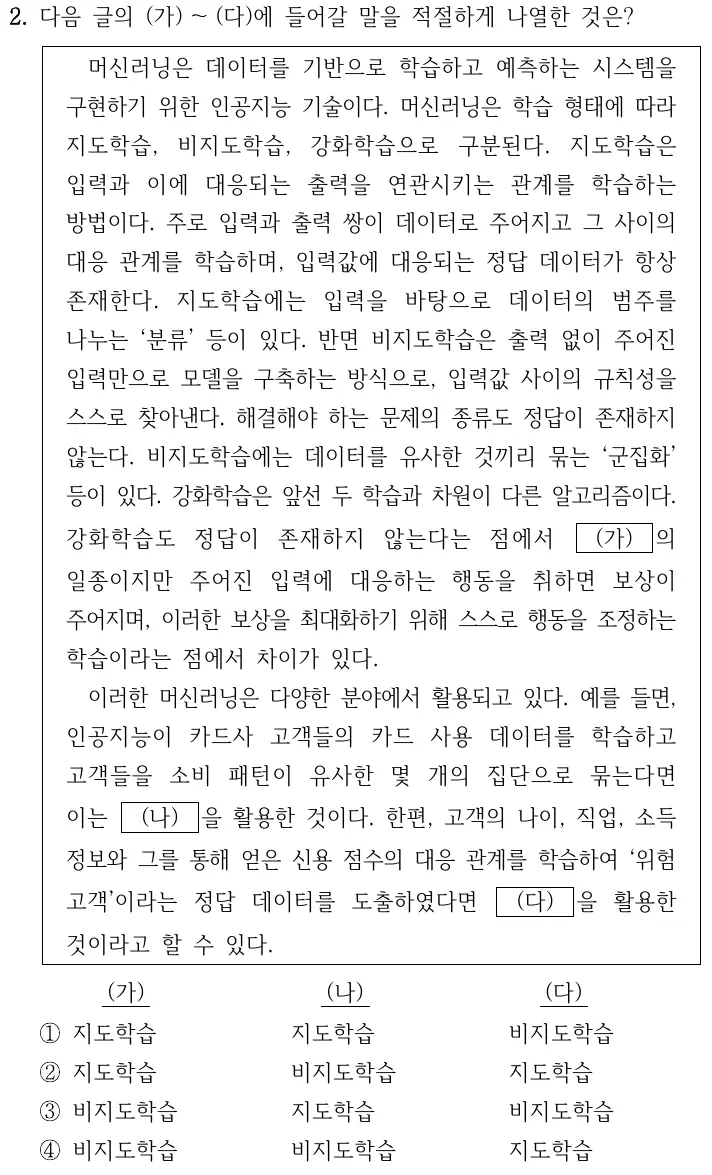 2. 다음 글의 (가) ~ (다)에 들어갈 말을 적절하게 나열한 것은?
머신러닝은 데이터를 기반으로 학습하고 예측하는 시스템을
구현하기 위한 인공지능 기술이다. 머신러닝은 학습 형태에 따라
지도학습, 비지도학습, 강화학습으로 구분된다. 지도학습은
입력과 이에 대응되는 출력을 연관시키는 관계를 학습하는
방법이다. 주로 입력과 출력 쌍이 데이터로 주어지고 그 사이의
대응 관계를 학습하며, 입력값에 대응되는 정답 데이터가 항상
존재한다. 지도학습에는 입력을 바탕으로 데이터의 범주를
나누는 ‘분류’ 등이 있다. 반면 비지도학습은 출력 없이 주어진
입력만으로 모델을 구축하는 방식으로, 입력값 사이의 규칙성을
스스로 찾아낸다. 해결해야 하는 문제의 종류도 정답이 존재하지
않는다. 비지도학습에는 데이터를 유사한 것끼리 묶는 ‘군집화’
등이 있다. 강화학습은 앞선 두 학습과 차원이 다른 알고리즘이다.
강화학습도 정답이 존재하지 않는다는 점에서 (가) 의
일종이지만 주어진 입력에 대응하는 행동을 취하면 보상이
주어지며, 이러한 보상을 최대화하기 위해 스스로 행동을 조정하는
학습이라는 점에서 차이가 있다.
이러한 머신러닝은 다양한 분야에서 활용되고 있다. 예를 들면,
인공지능이 카드사 고객들의 카드 사용 데이터를 학습하고
고객들을 소비 패턴이 유사한 몇 개의 집단으로 묶는다면
이는 (나) 을 활용한 것이다. 한편, 고객의 나이, 직업, 소득
정보와 그를 통해 얻은 신용 점수의 대응 관계를 학습하여 ‘위험
고객’이라는 정답 데이터를 도출하였다면 (다) 을 활용한
것이라고 할 수 있다.
(가) (나) (다)
① 지도학습 지도학습 비지도학습
② 지도학습 비지도학습 지도학습
③ 비지도학습 지도학습 비지도학습
④ 비지도학습 비지도학습 지도학습